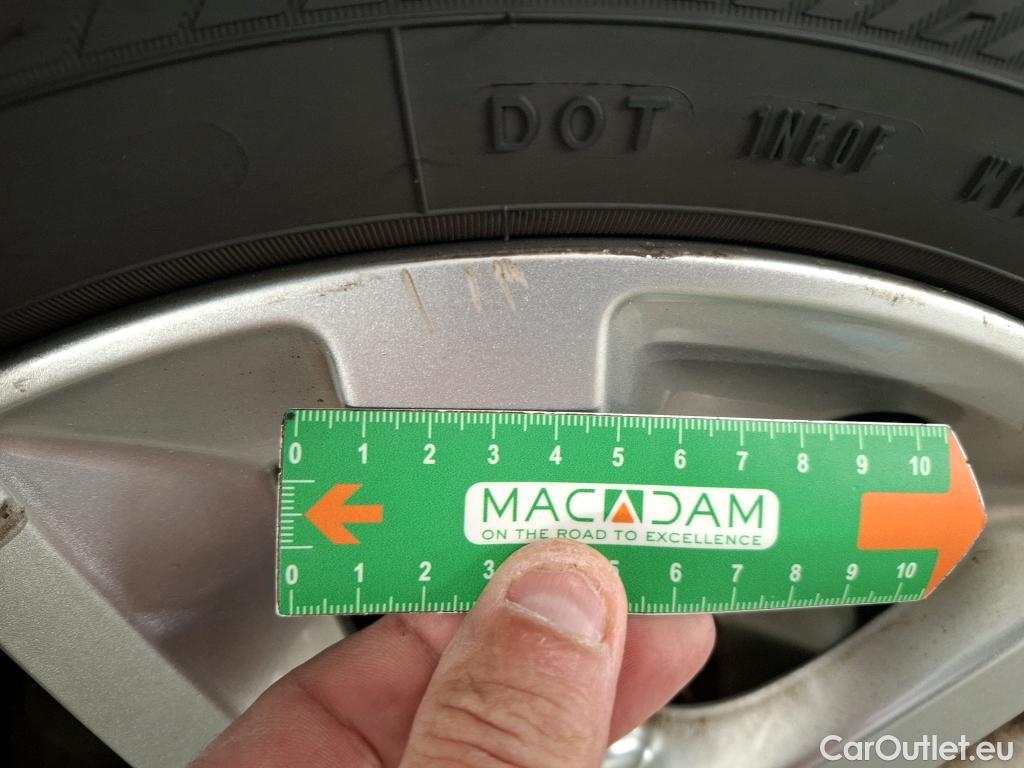 DOT 1NEOF
0 1 2 3 4 5 6 7 8 9 10
MACADAM
ON THE ROAD TO EXCELLENCE
0 1 2 3 5 6 7 8 9 10
CarOutlet.eu